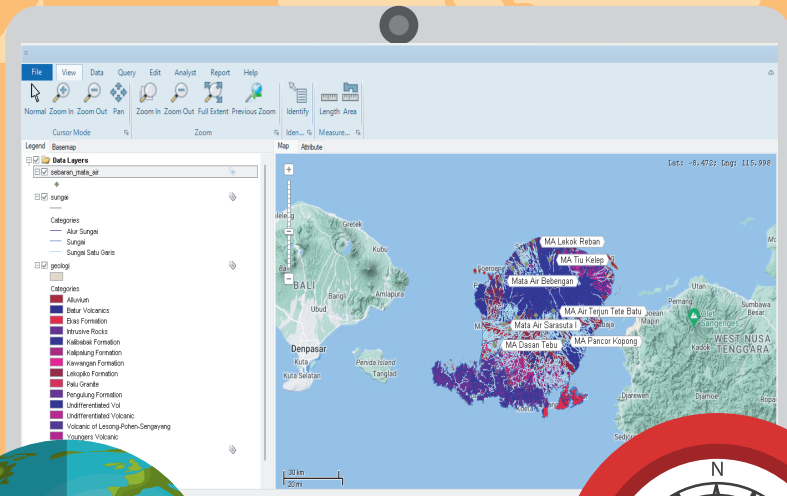 File View Data Query Edit Analyst Report Help
Normal Zoom In Zoom Out Pan Zoom In Zoom Out Full Extent Previous Zoom Identify Length Area
Cursor Mode Zoom Iden... Measure...
Legend Basemap
Map Attribute
Data Layers
sebaran_mata_air
sungai
Categories
Alur Sungai
Sungai
Sungai Satu Garis
geologi
Categories
Alluvium
Batur Volcanics
Ekas Formation
Intrusive Rocks
Kalibabak Formation
Kalipalung Formation
Kawangan Formation
Lekopiko Formation
Palu Granite
Pengulung Formation
Undifferentiated Vol
Undifferentiated Volcanic
Volcanic of Lesong-Pohen-Sengayang
Youngers Volcanic
Lat: -8,472; Lng: 115,998
Gretek
Kubu
BALI
Bangli
Amlapura
Ubud
Denpasar
Kuta
Kuta Selatan
Penida Island
Tanglad
MA Lekok Reban
MA Tiu Kelep
Mata Air Bebengan
MA Air Terjun Tete Batu
Mata Air Sarasuta I
MA Dasan Tebu
MA Pancor Kopong
Utan
Pemang
Sumbawa
Besar
Mapin
WEST NUSA
TENGGARA
Kadok
Djareweh
Djamoe
30 km
20 mi
N